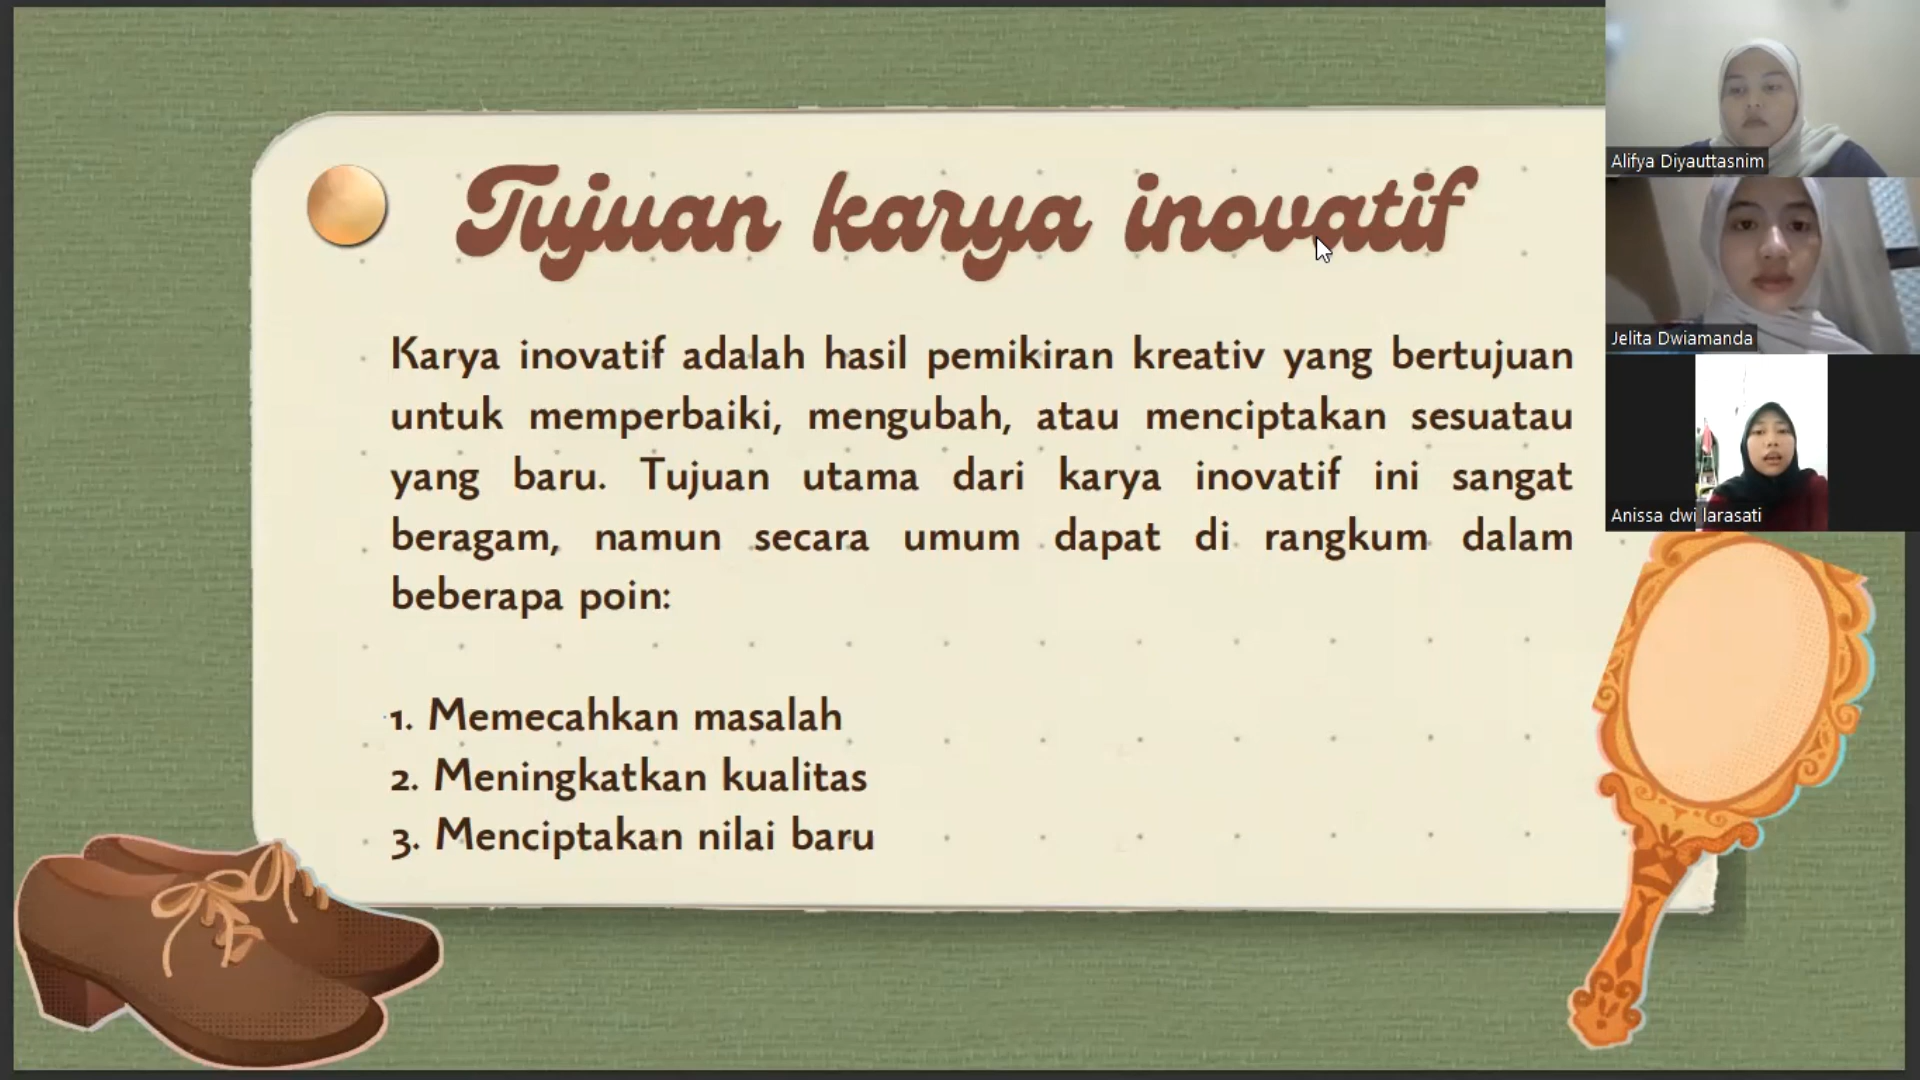 Tujuan karya inovatif
Karya inovatif adalah hasil pemikiran kreativ yang bertujuan
untuk memperbaiki, mengubah, atau menciptakan sesuatau
yang baru. Tujuan utama dari karya inovatif ini sangat
beragam, namun secara umum dapat di rangkum dalam
beberapa poin:
1. Memecahkan masalah
2. Meningkatkan kualitas
3. Menciptakan nilai baru
Alifya Diyauttasnim
Jelita Dwiamanda
Anissa dwi larasati